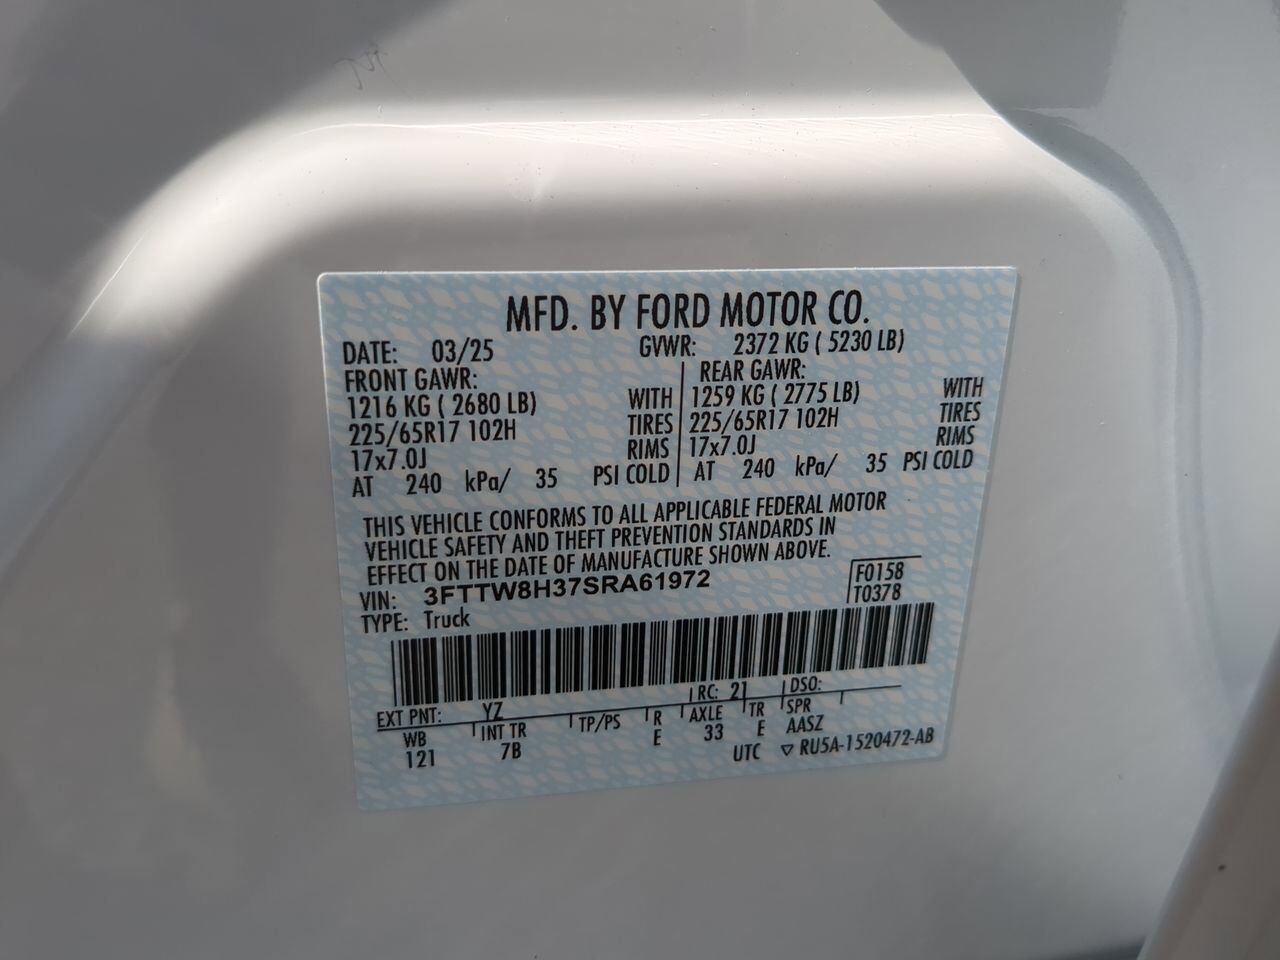 MFD. BY FORD MOTOR CO.
DATE: 03/25 GVWR: 2372 KG ( 5230 LB)
FRONT GAWR: REAR GAWR:
1216 KG ( 2680 LB) WITH 1259 KG ( 2775 LB) WITH
225/65R17 102H TIRES 225/65R17 102H TIRES
17x7.0J RIMS 17x7.0J RIMS
AT 240 kPa/ 35 PSI COLD AT 240 kPa/ 35 PSI COLD
THIS VEHICLE CONFORMS TO ALL APPLICABLE FEDERAL MOTOR
VEHICLE SAFETY AND THEFT PREVENTION STANDARDS IN
EFFECT ON THE DATE OF MANUFACTURE SHOWN ABOVE.
VIN: 3FTTW8H37SRA61972 F0158
TYPE: Truck T0378
EXT PNT: YZ RC: 21 DSO:
WB INT TR TP/PS R AXLE TR SPR
121 7B E 33 E AASZ
UTC ▽ RU5A-1520472-AB